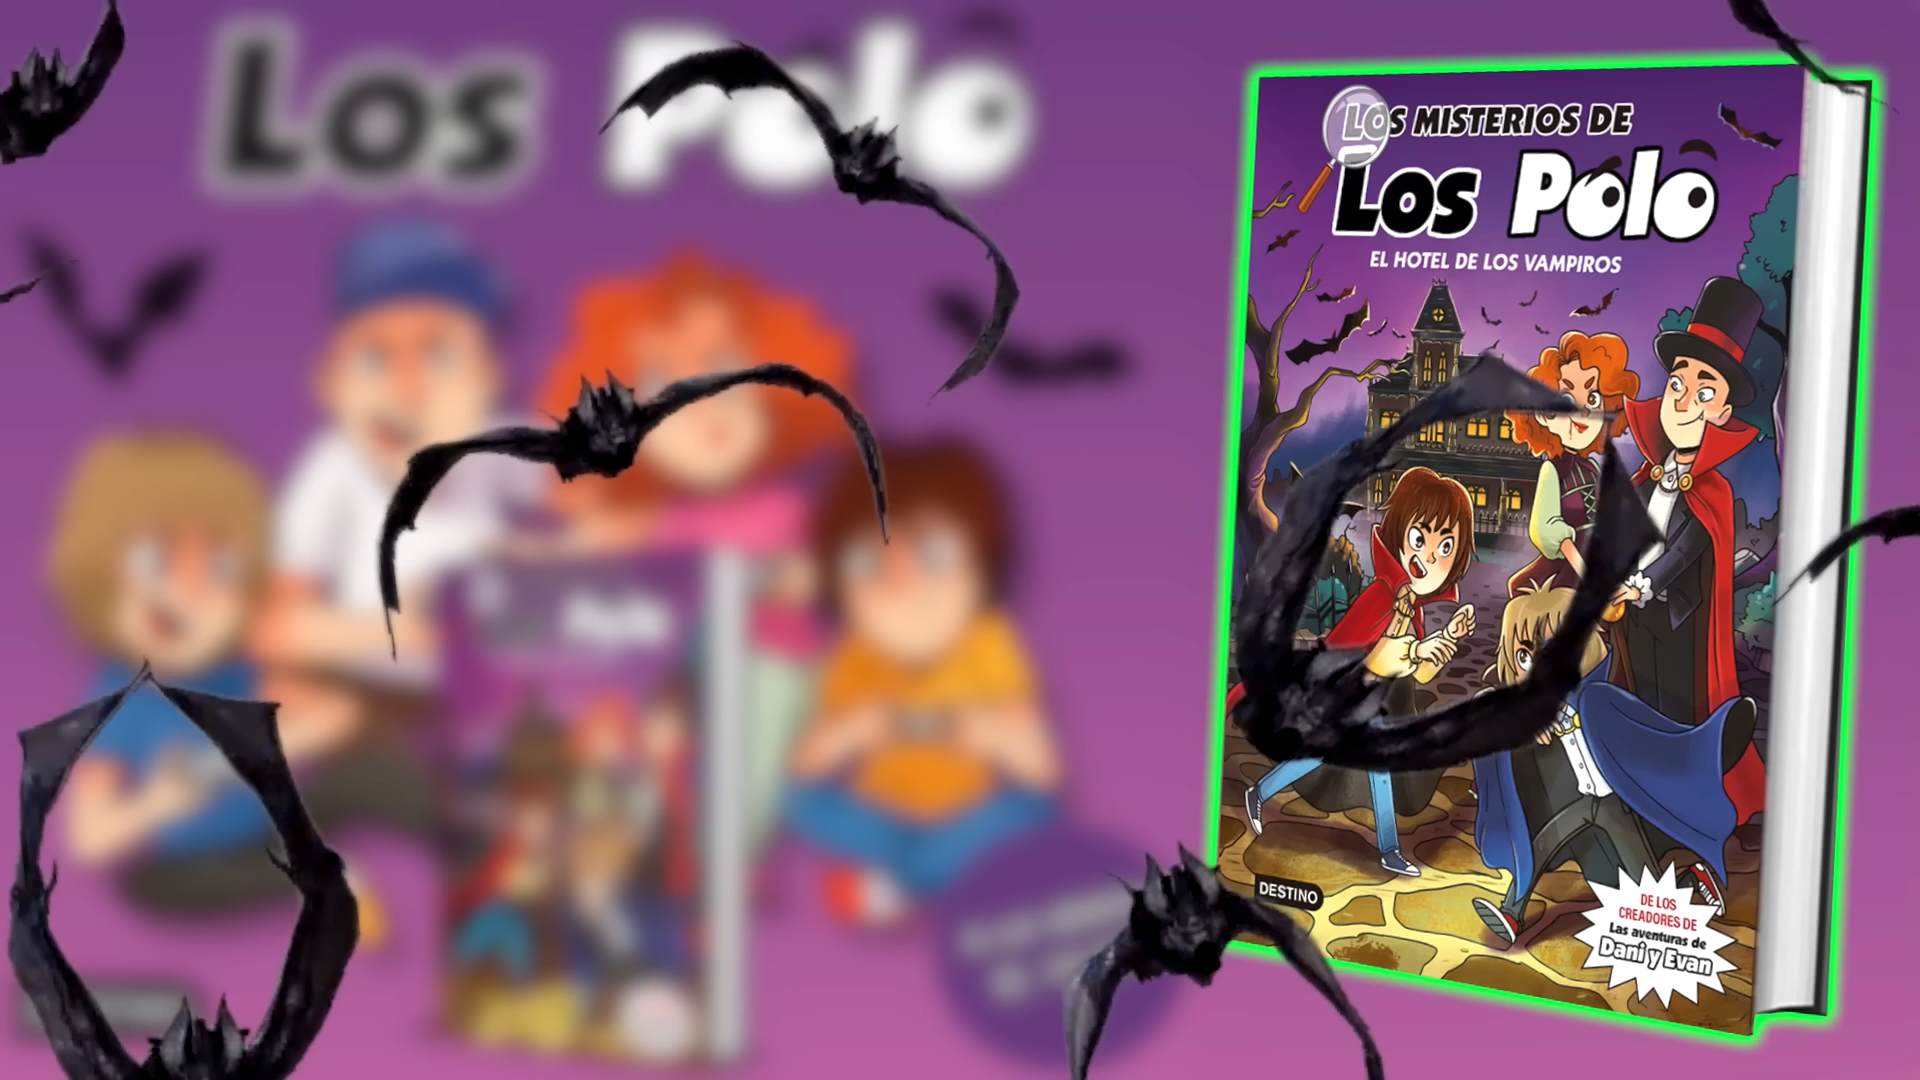 Los Polo
LOS MISTERIOS DE
Los Polo
EL HOTEL DE LOS VAMPIROS
DESTINO
DE LOS
CREADORES DE
Las aventuras de
Dani y Evan